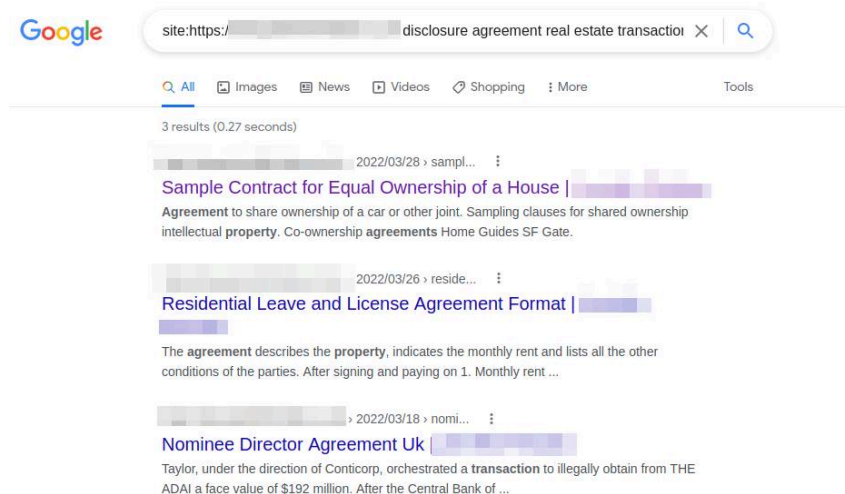 Google
site:https:/ disclosure agreement real estate transaction
All Images News Videos Shopping More Tools
3 results (0.27 seconds)
2022/03/28 › sampl...
Sample Contract for Equal Ownership of a House |
Agreement to share ownership of a car or other joint. Sampling clauses for shared ownership
intellectual property. Co-ownership agreements Home Guides SF Gate.
2022/03/26 › reside...
Residential Leave and License Agreement Format |
The agreement describes the property, indicates the monthly rent and lists all the other
conditions of the parties. After signing and paying on 1. Monthly rent ...
› 2022/03/18 › nomi...
Nominee Director Agreement Uk |
Taylor, under the direction of Conticorp, orchestrated a transaction to illegally obtain from THE
ADAI a face value of $192 million. After the Central Bank of ...